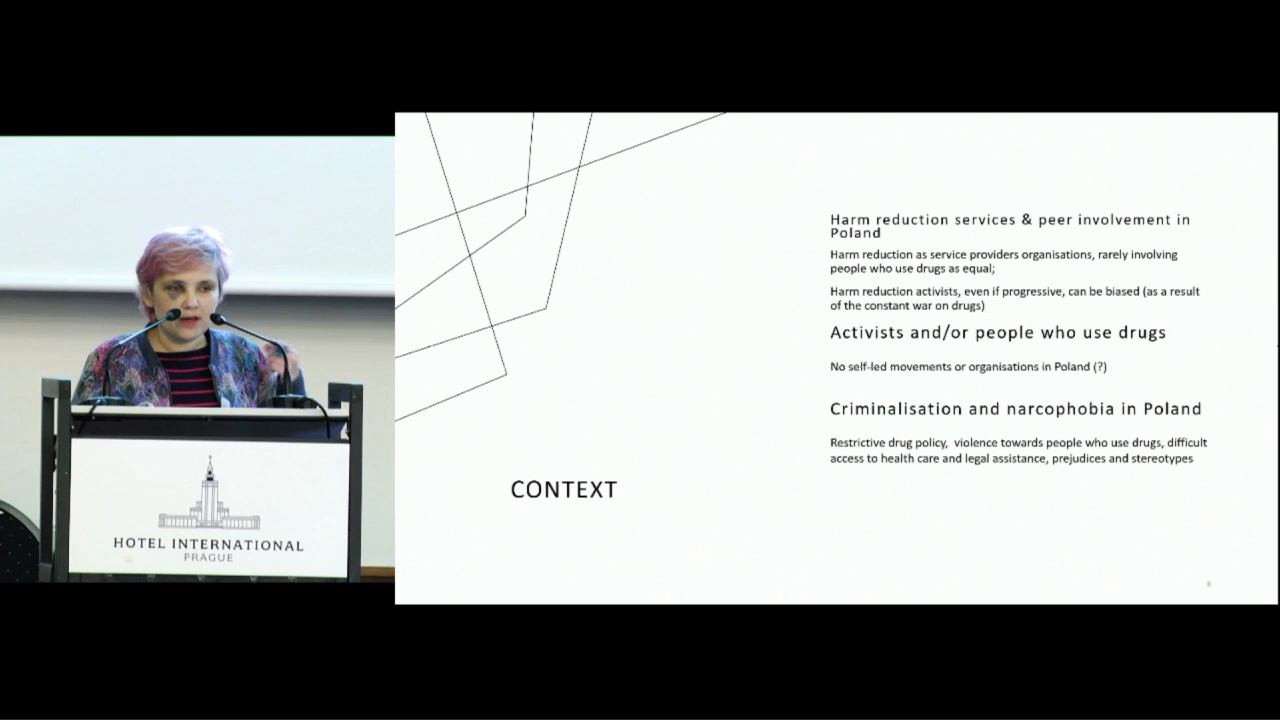 HOTEL INTERNATIONAL
PRAGUE
CONTEXT
Harm reduction services & peer involvement in
Poland
Harm reduction as service providers organisations, rarely involving
people who use drugs as equal;
Harm reduction activists, even if progressive, can be biased (as a result
of the constant war on drugs)
Activists and/or people who use drugs
No self-led movements or organisations in Poland (?)
Criminalisation and narcophobia in Poland
Restrictive drug policy,  violence towards people who use drugs, difficult
access to health care and legal assistance, prejudices and stereotypes